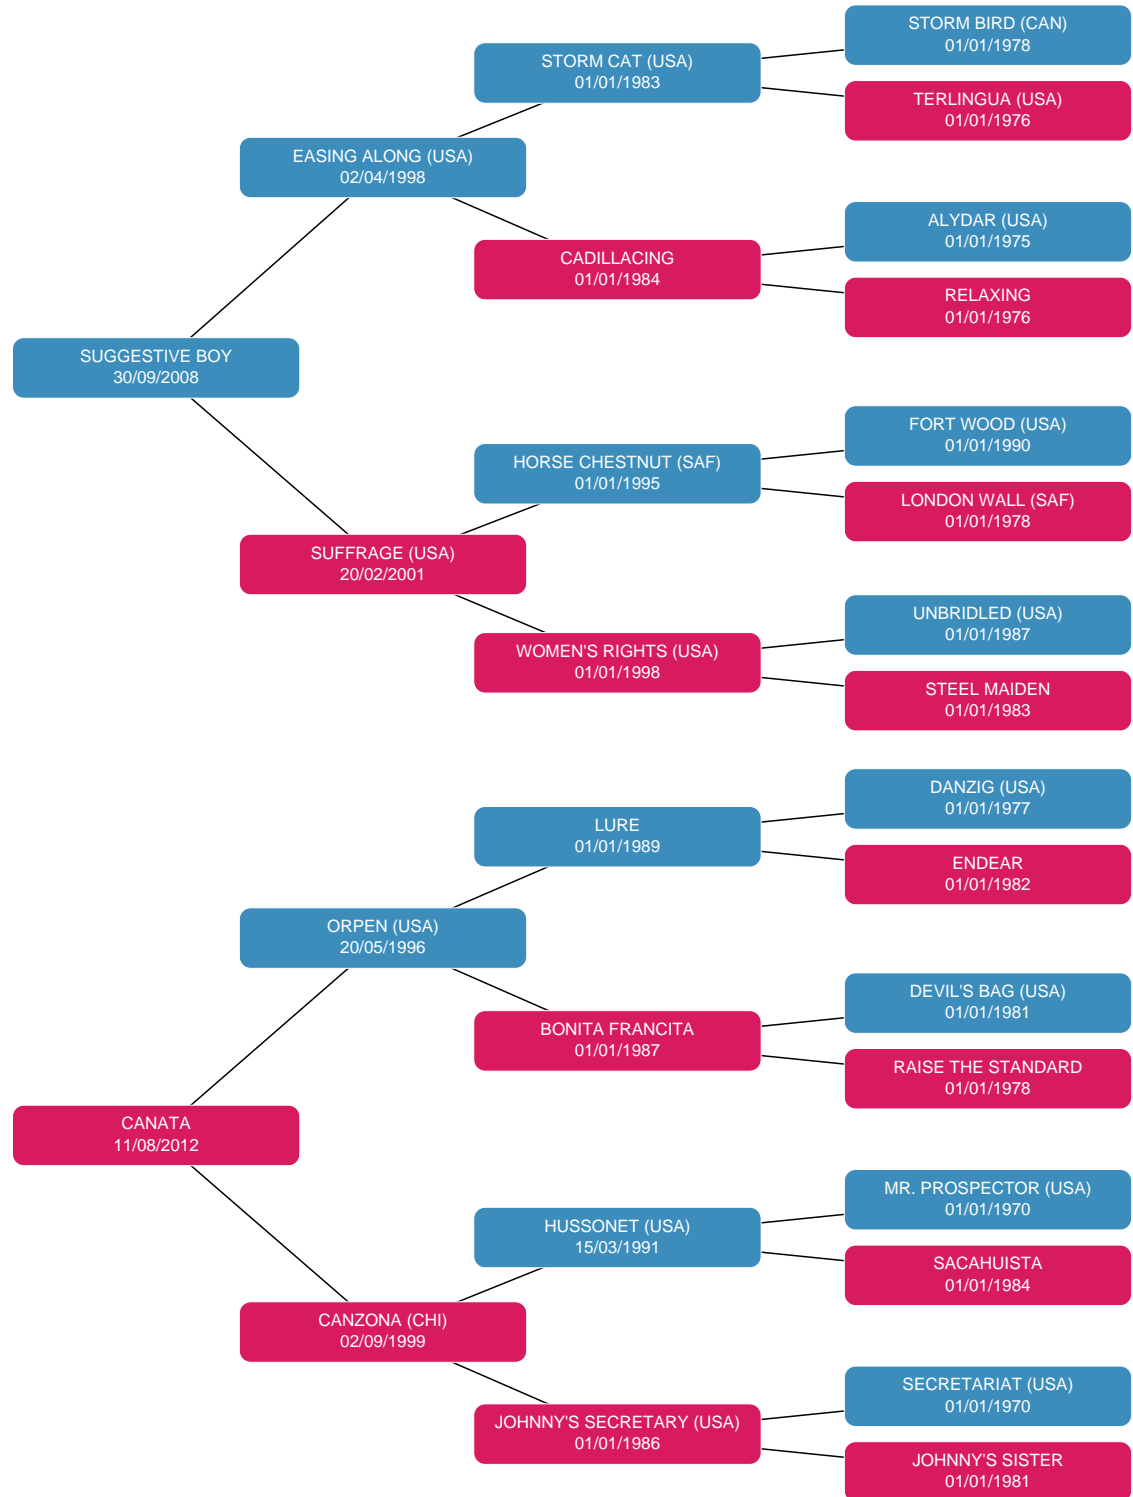 STORM BIRD (CAN)
01/01/1978
STORM CAT (USA)
01/01/1983
TERLINGUA (USA)
01/01/1976
EASING ALONG (USA)
02/04/1998
ALYDAR (USA)
01/01/1975
CADILLACING
01/01/1984
RELAXING
01/01/1976
SUGGESTIVE BOY
30/09/2008
FORT WOOD (USA)
01/01/1990
HORSE CHESTNUT (SAF)
01/01/1995
LONDON WALL (SAF)
01/01/1978
SUFFRAGE (USA)
20/02/2001
UNBRIDLED (USA)
01/01/1987
WOMEN'S RIGHTS (USA)
01/01/1998
STEEL MAIDEN
01/01/1983
DANZIG (USA)
01/01/1977
LURE
01/01/1989
ENDEAR
01/01/1982
ORPEN (USA)
20/05/1996
DEVIL'S BAG (USA)
01/01/1981
BONITA FRANCITA
01/01/1987
RAISE THE STANDARD
01/01/1978
CANATA
11/08/2012
MR. PROSPECTOR (USA)
01/01/1970
HUSSONET (USA)
15/03/1991
SACAHUISTA
01/01/1984
CANZONA (CHI)
02/09/1999
SECRETARIAT (USA)
01/01/1970
JOHNNY'S SECRETARY (USA)
01/01/1986
JOHNNY'S SISTER
01/01/1981